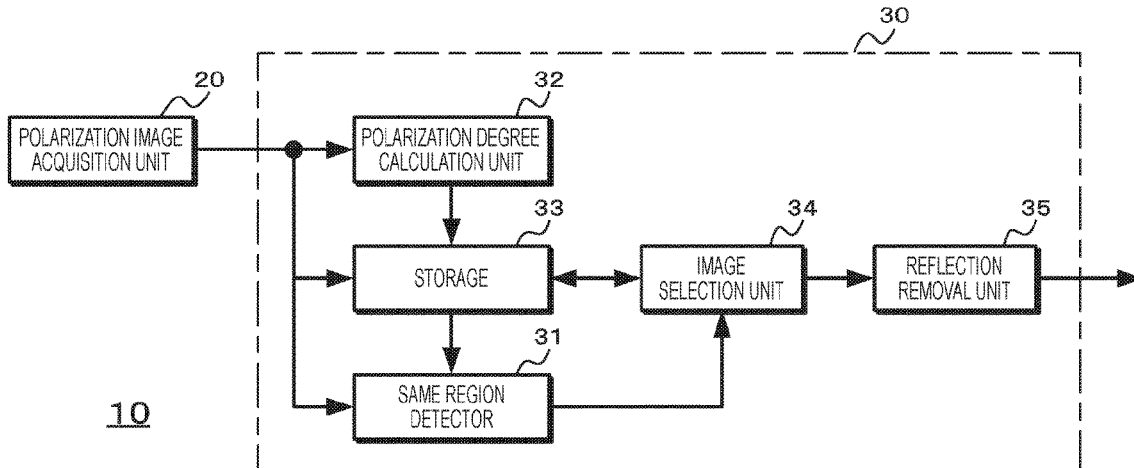 30
20
POLARIZATION IMAGE
ACQUISITION UNIT
32
POLARIZATION DEGREE
CALCULATION UNIT
33
STORAGE
34
IMAGE
SELECTION UNIT
35
REFLECTION
REMOVAL UNIT
31
SAME REGION
DETECTOR
10